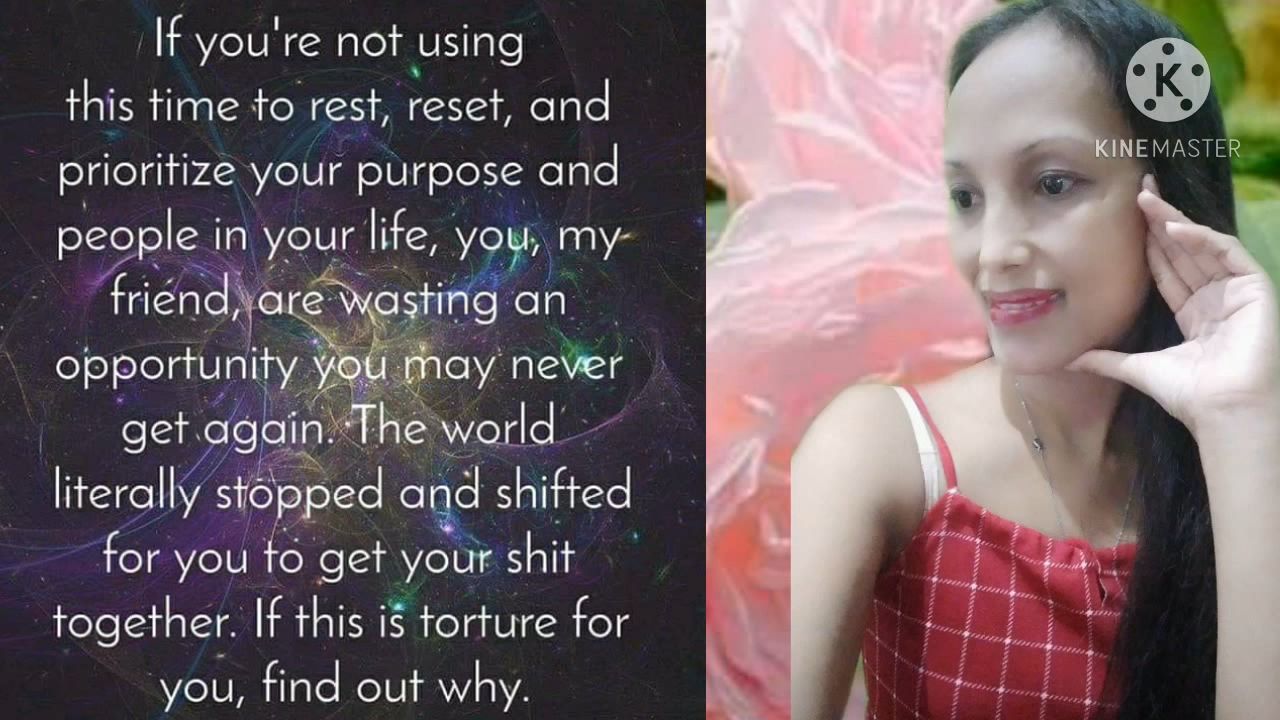 If you're not using
this time to rest, reset, and
prioritize your purpose and
people in your life, you, my
friend, are wasting an
opportunity you may never
get again. The world
literally stopped and shifted
for you to get your shit
together. If this is torture for
you, find out why.
K
KINEMASTER